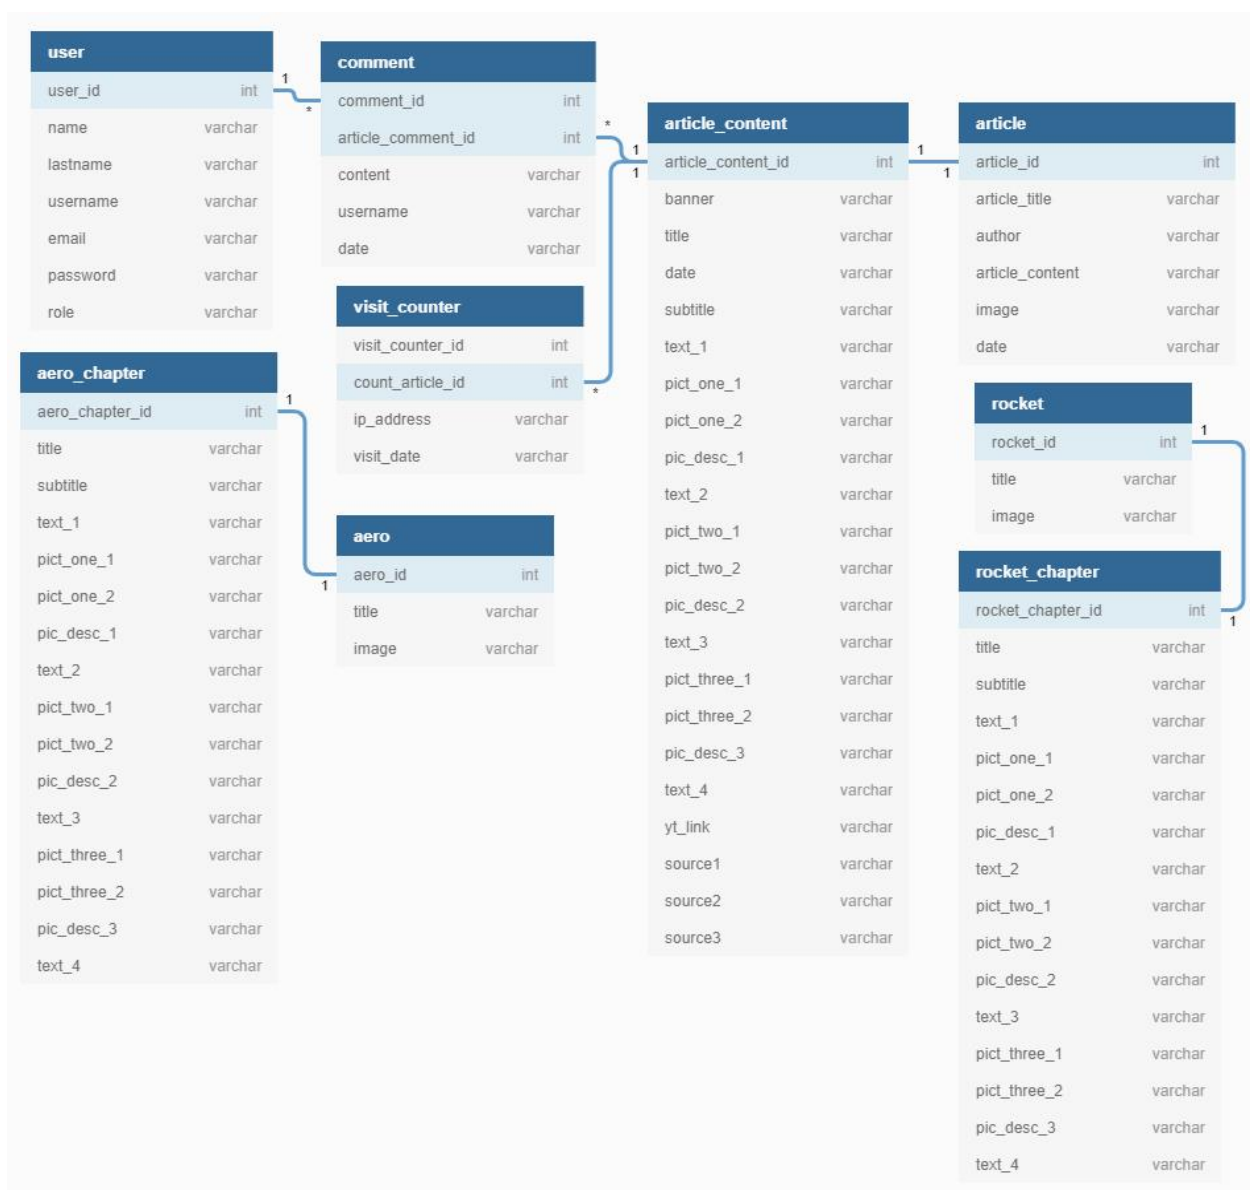 user
user_id int
name varchar
lastname varchar
username varchar
email varchar
password varchar
role varchar
1
*
comment
comment_id int
article_comment_id int
content varchar
username varchar
date varchar
*
1
1
visit_counter
visit_counter_id int
count_article_id int
ip_address varchar
visit_date varchar
*
article_content
article_content_id int
banner varchar
title varchar
date varchar
subtitle varchar
text_1 varchar
pict_one_1 varchar
pict_one_2 varchar
pic_desc_1 varchar
text_2 varchar
pict_two_1 varchar
pict_two_2 varchar
pic_desc_2 varchar
text_3 varchar
pict_three_1 varchar
pict_three_2 varchar
pic_desc_3 varchar
text_4 varchar
yt_link varchar
source1 varchar
source2 varchar
source3 varchar
1
1
article
article_id int
article_title varchar
author varchar
article_content varchar
image varchar
date varchar
aero_chapter
aero_chapter_id int
title varchar
subtitle varchar
text_1 varchar
pict_one_1 varchar
pict_one_2 varchar
pic_desc_1 varchar
text_2 varchar
pict_two_1 varchar
pict_two_2 varchar
pic_desc_2 varchar
text_3 varchar
pict_three_1 varchar
pict_three_2 varchar
pic_desc_3 varchar
text_4 varchar
1
1
aero
aero_id int
title varchar
image varchar
rocket
rocket_id int
title varchar
image varchar
1
1
rocket_chapter
rocket_chapter_id int
title varchar
subtitle varchar
text_1 varchar
pict_one_1 varchar
pict_one_2 varchar
pic_desc_1 varchar
text_2 varchar
pict_two_1 varchar
pict_two_2 varchar
pic_desc_2 varchar
text_3 varchar
pict_three_1 varchar
pict_three_2 varchar
pic_desc_3 varchar
text_4 varchar